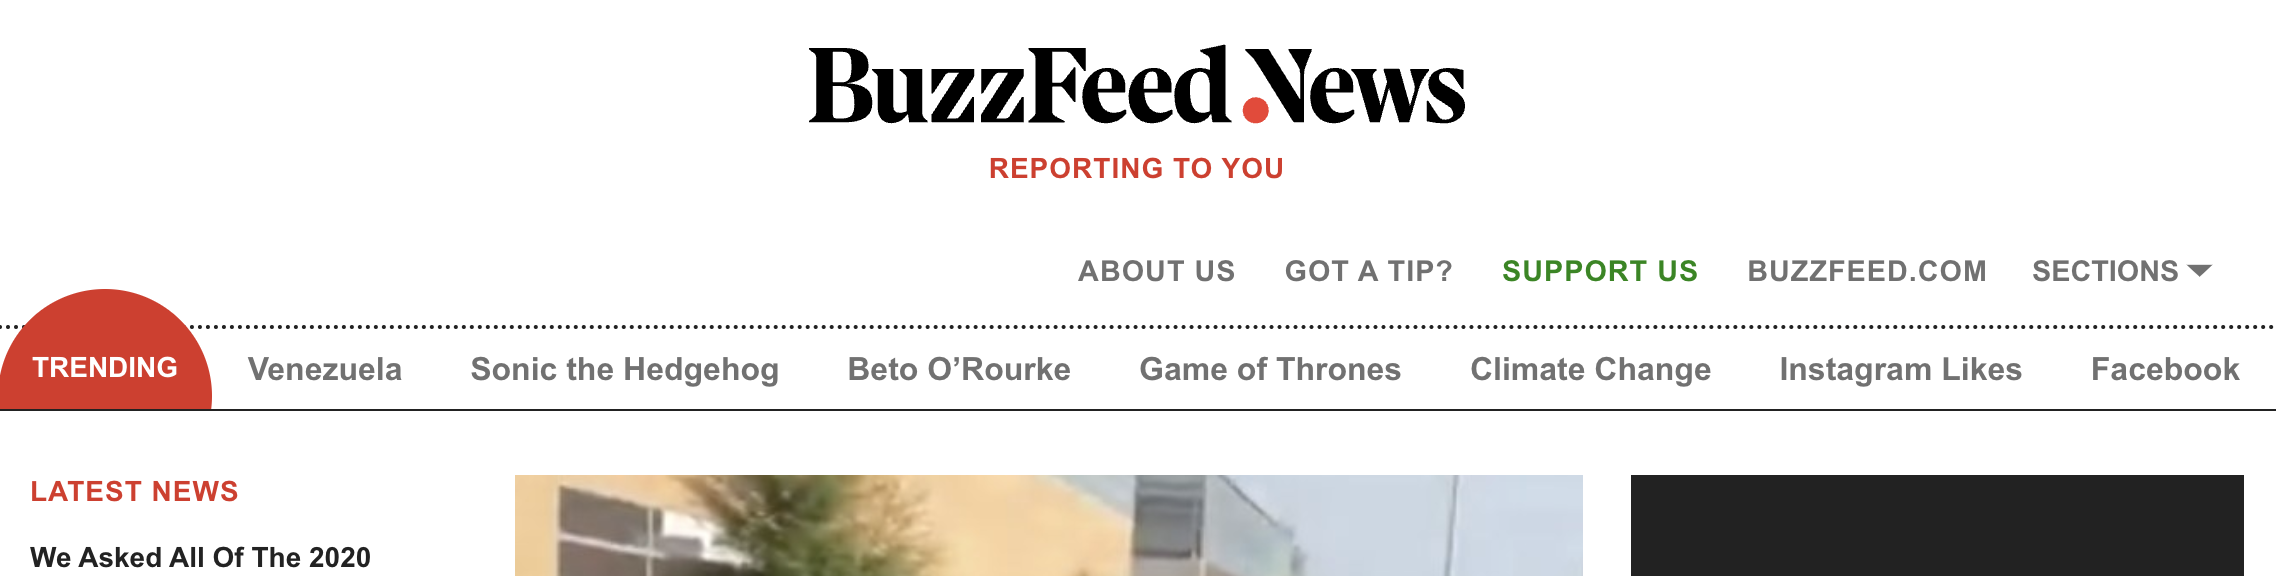 BuzzFeed News
REPORTING TO YOU
ABOUT US GOT A TIP? SUPPORT US BUZZFEED.COM SECTIONS
TRENDING Venezuela Sonic the Hedgehog Beto O’Rourke Game of Thrones Climate Change Instagram Likes Facebook
LATEST NEWS
We Asked All Of The 2020